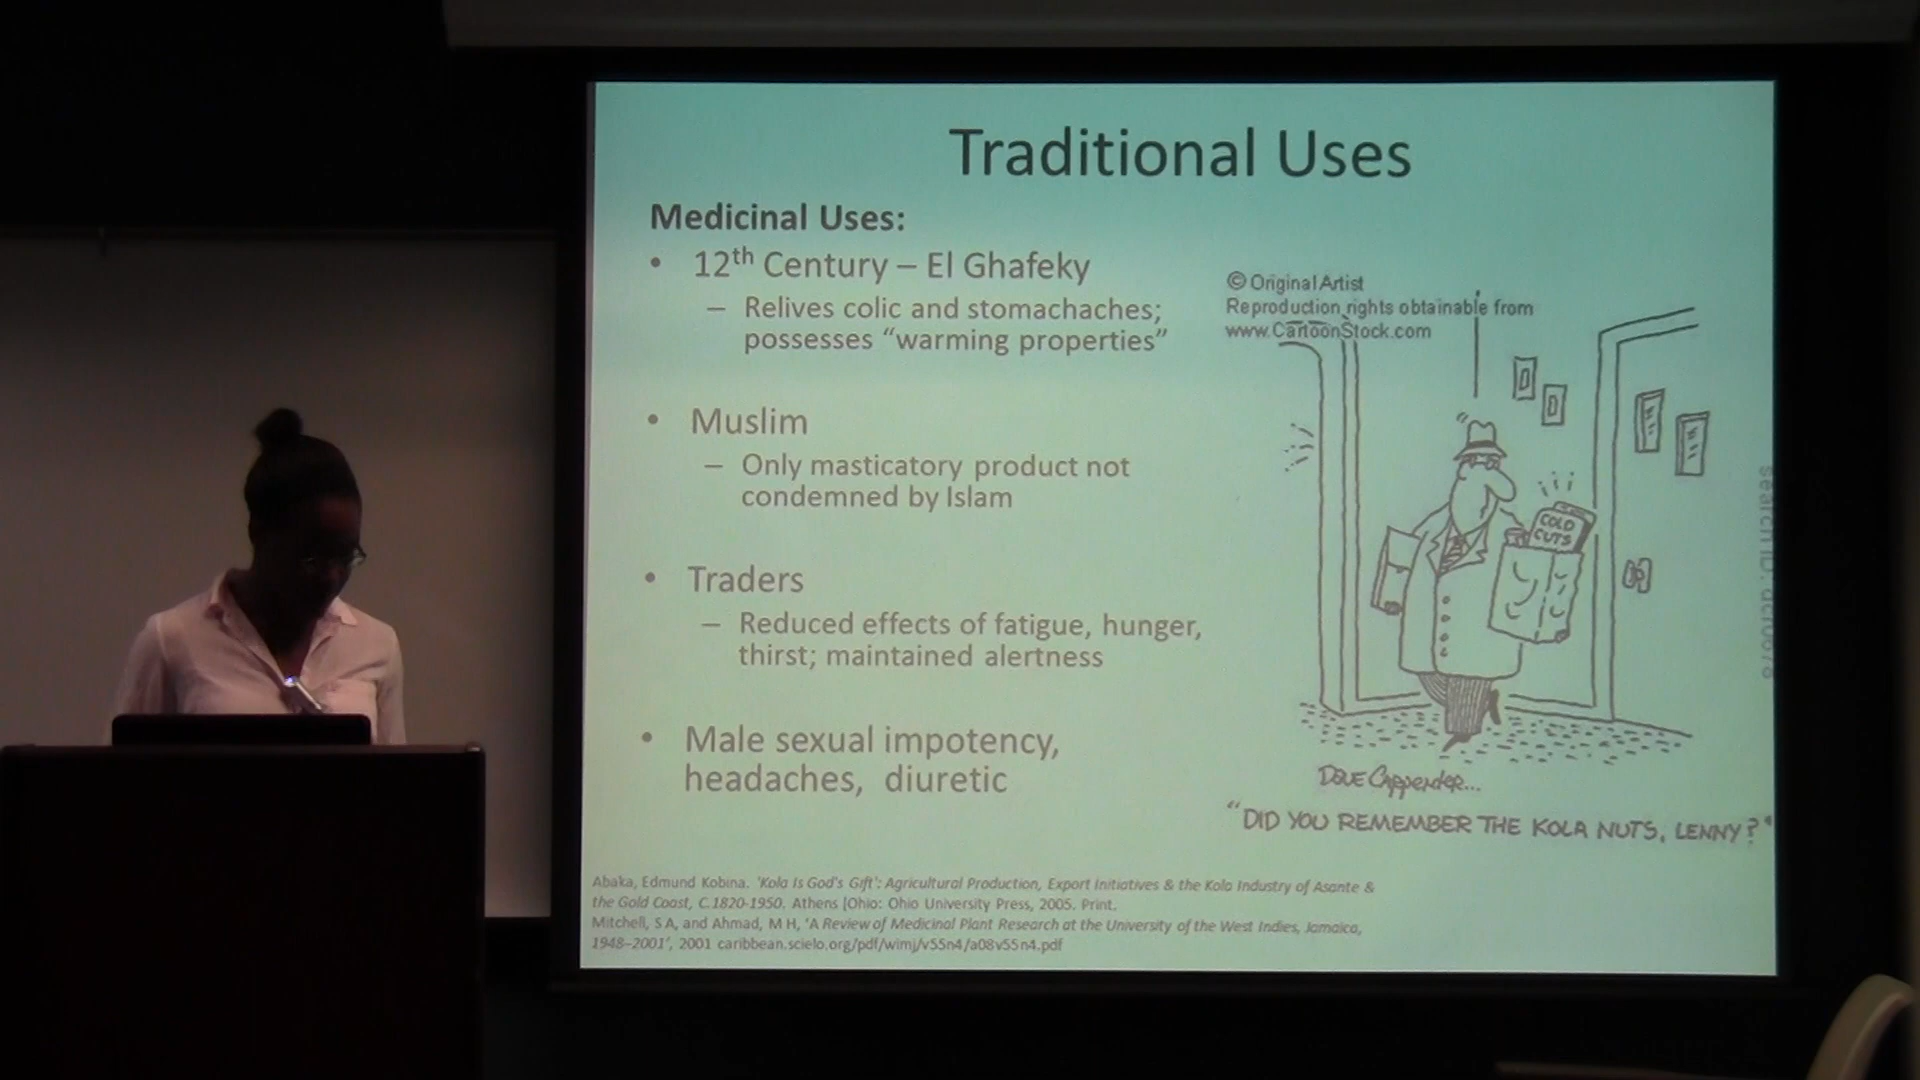 Traditional Uses
Medicinal Uses:
• 12th Century – El Ghafeky
– Relives colic and stomachaches;
possesses “warming properties”
• Muslim
– Only masticatory product not
condemned by Islam
• Traders
– Reduced effects of fatigue, hunger,
thirst; maintained alertness
• Male sexual impotency,
headaches, diuretic
© Original Artist
Reproduction rights obtainable from
www.CartoonStock.com
COLD
CUTS
search ID:
"DID YOU REMEMBER THE KOLA NUTS, LENNY?"
Abaka, Edmund Kobina. 'Kola Is God's Gift': Agricultural Production, Export Initiatives & the Kola Industry of Asante &
the Gold Coast, C.1820-1950. Athens [Ohio: Ohio University Press, 2005. Print.
Mitchell, S A, and Ahmad, M H, 'A Review of Medicinal Plant Research at the University of the West Indies, Jamaica,
1948–2001', 2001 caribbean.scielo.org/pdf/wimj/v55n4/a08v55n4.pdf